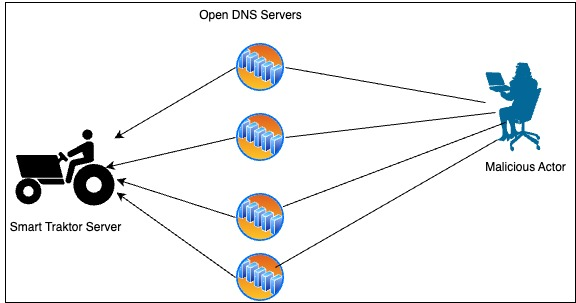 Open DNS Servers
Malicious Actor
Smart Traktor Server